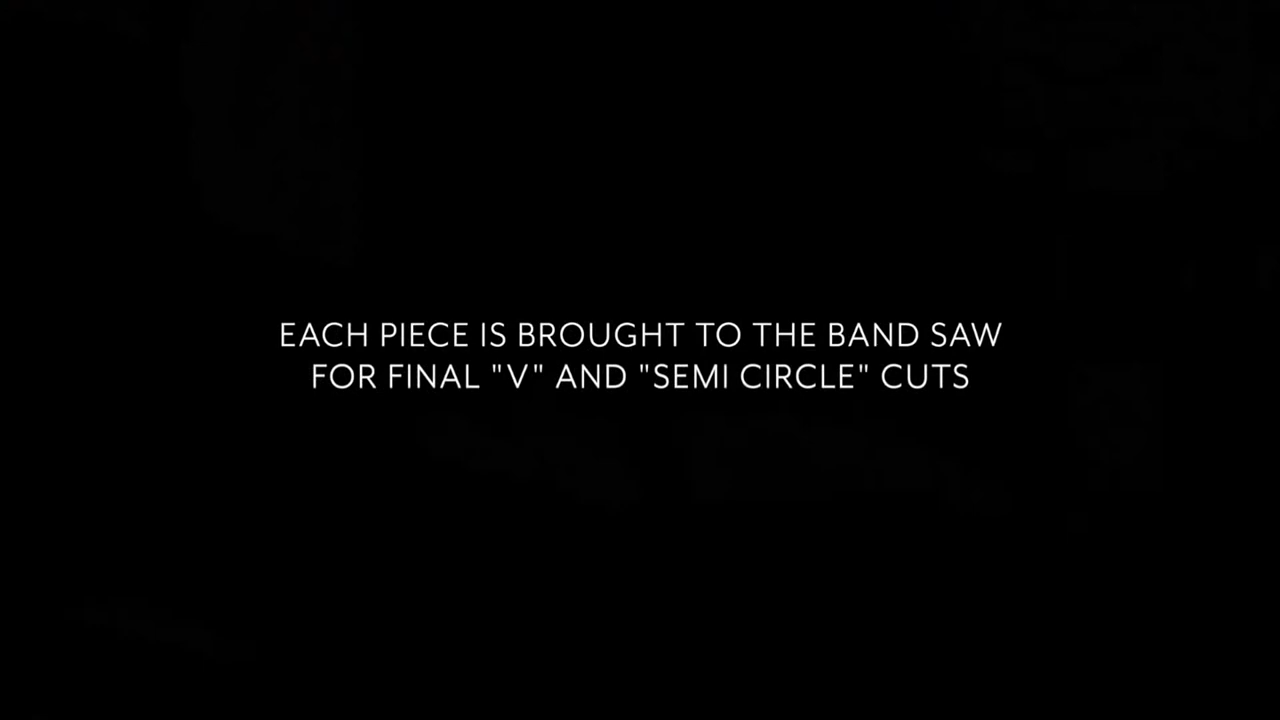 EACH PIECE IS BROUGHT TO THE BAND SAW
FOR FINAL "V" AND "SEMI CIRCLE" CUTS